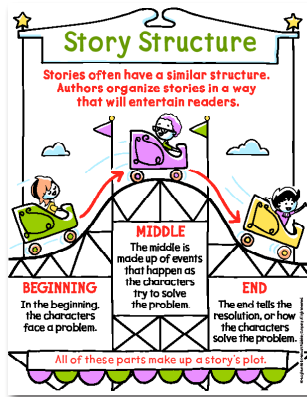 Story Structure
Stories often have a similar structure.
Authors organize stories in a way
that will entertain readers.
BEGINNING
In the beginning,
the characters
face a problem.
MIDDLE
The middle is
made up of events
that happen as
the characters
try to solve
the problem.
END
The end tells the
resolution, or how
the characters
solve the problem.
All of these parts make up a story's plot.